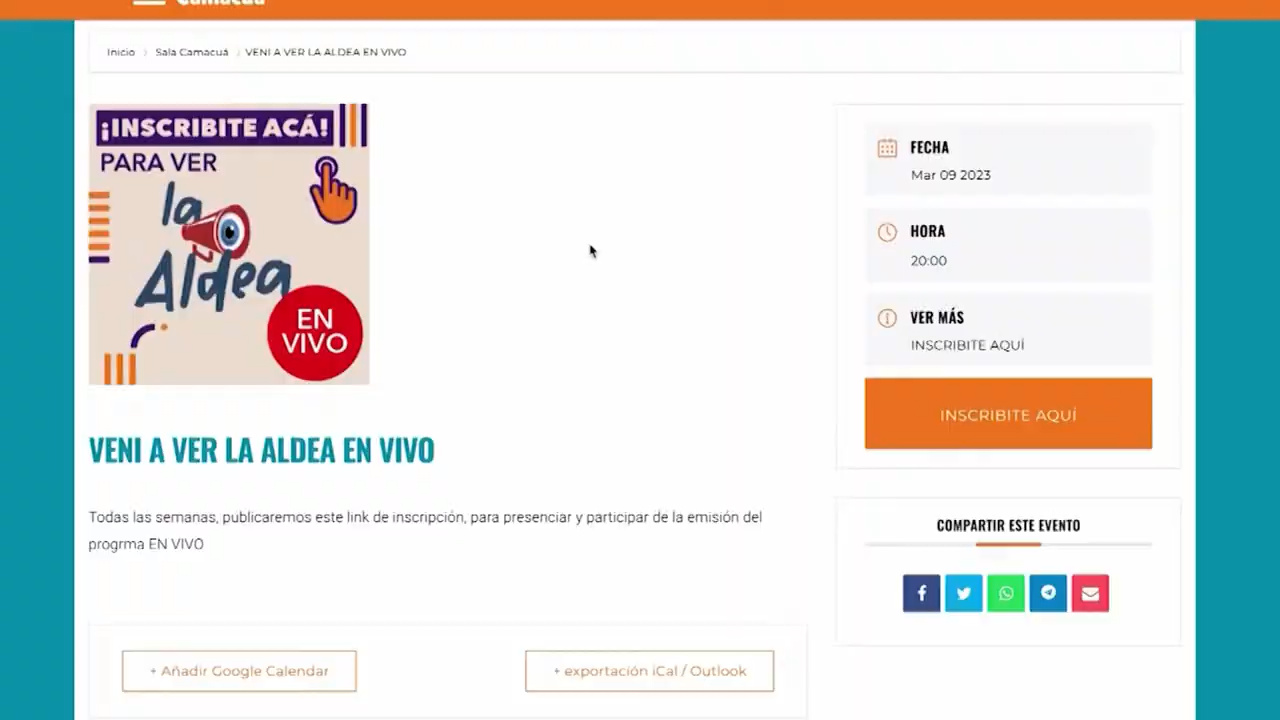 Camacuá
Inicio
Sala Camacuá
VENI A VER LA ALDEA EN VIVO
¡INSCRIBITE ACÁ!
PARA VER
la
Aldea
EN
VIVO
FECHA
Mar 09 2023
HORA
20:00
VER MÁS
INSCRIBITE AQUÍ
INSCRIBITE AQUÍ
VENI A VER LA ALDEA EN VIVO
Todas las semanas, publicaremos este link de inscripción, para presenciar y participar de la emisión del
progrma EN VIVO
COMPARTIR ESTE EVENTO
+ Añadir Google Calendar
+ exportación iCal / Outlook